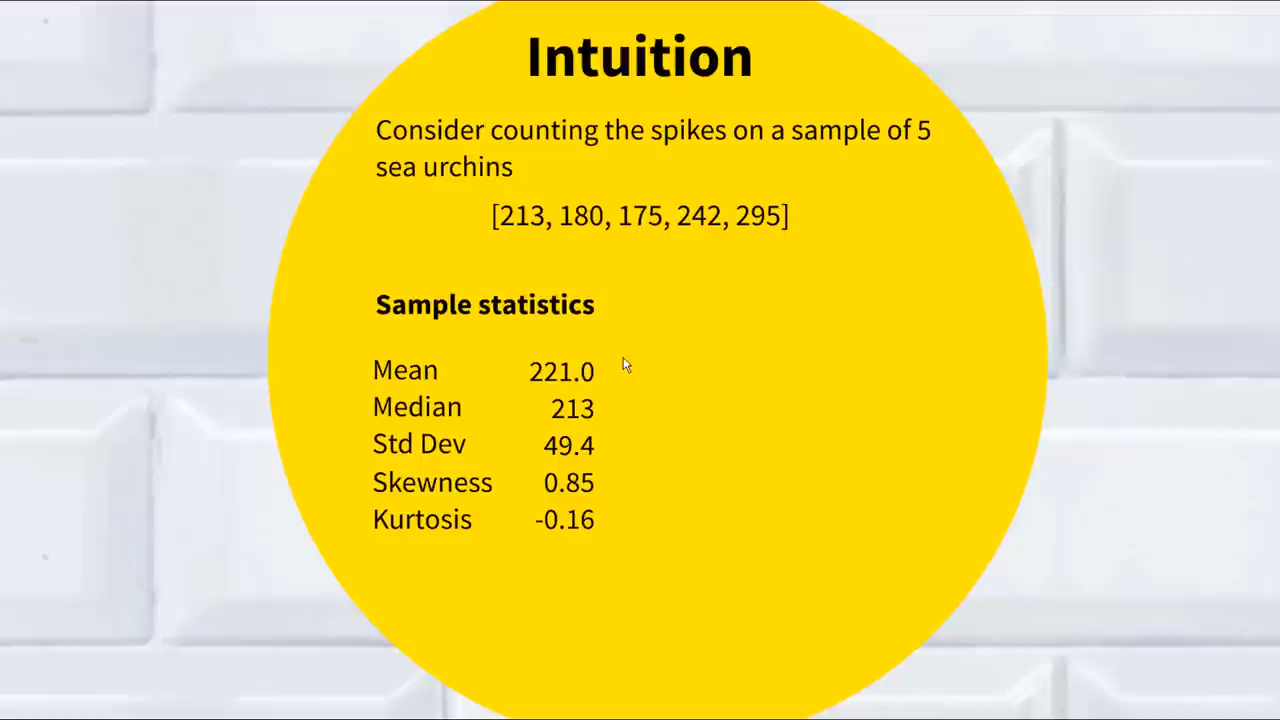 Intuition
Consider counting the spikes on a sample of 5
sea urchins
[213, 180, 175, 242, 295]
Sample statistics
Mean 221.0
Median 213
Std Dev 49.4
Skewness 0.85
Kurtosis -0.16